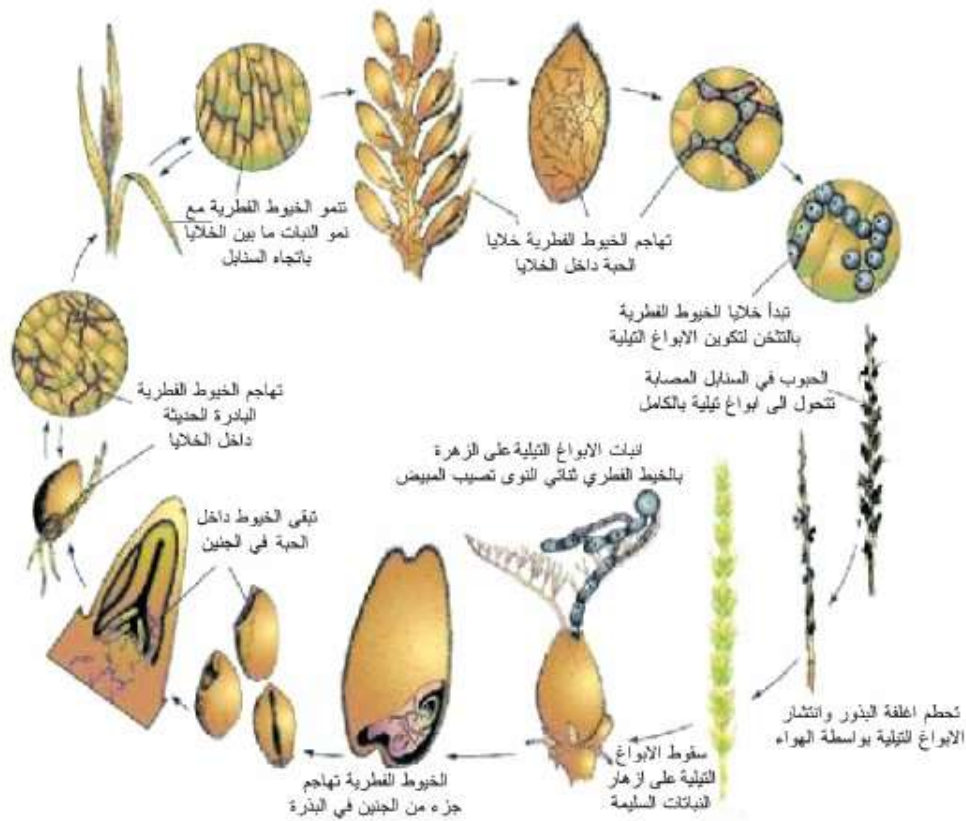 تنمو الخيوط الفطرية مع
نمو النبات ما بين الخلايا
باتجاه السنابل
تهاجم الخيوط الفطرية خلايا
الحبة داخل الخلايا
تبدأ خلايا الخيوط الفطرية
بالتثخن لتكوين الابواغ التيلية
الحبوب في السنابل المصابة
تتحول الى ابواغ تيلية بالكامل
تهاجم الخيوط الفطرية
البادرة الحديثة
داخل الخلايا
انبات الابواغ التيلية على الزهرة
بالخيط الفطري ثنائي النوى تصيب المبيض
تبقى الخيوط داخل
الحبة في الجنين
تحطم اغلفة البذور وانتشار
الابواغ التيلية بواسطة الهواء
سقوط الابواغ
التيلية على ازهار
النباتات السليمة
الخيوط الفطرية تهاجم
جزء من الجنين في البذرة